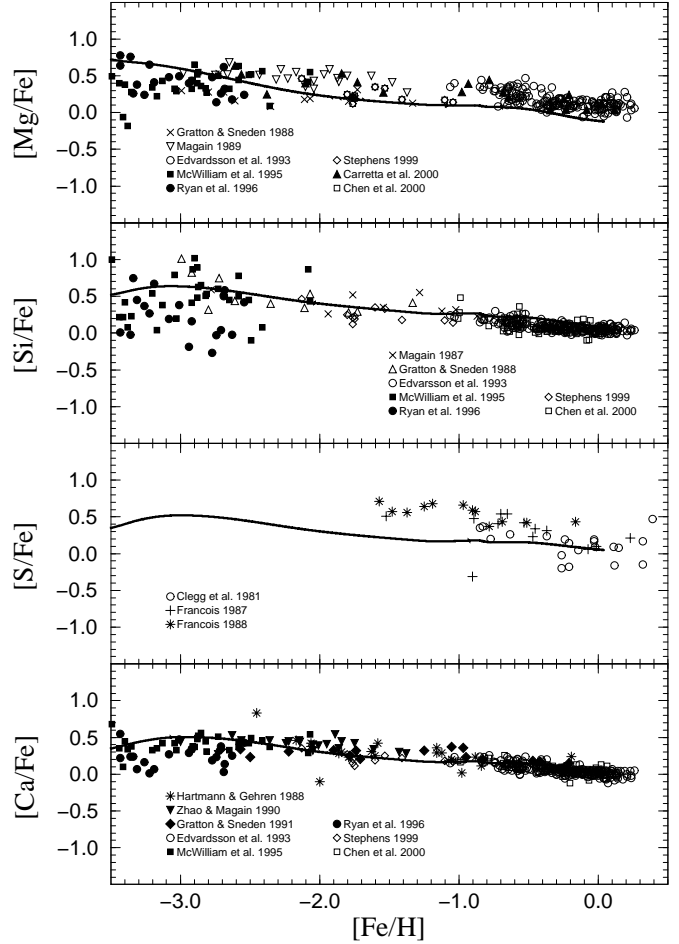 1.0
0.5
0.0
−0.5
−1.0
[Mg/Fe]
Gratton & Sneden 1988
Magain 1989
Edvardsson et al. 1993
McWilliam et al. 1995
Ryan et al. 1996
Stephens 1999
Carretta et al. 2000
Chen et al. 2000
1.0
0.5
0.0
−0.5
−1.0
[Si/Fe]
Magain 1987
Gratton & Sneden 1988
Edvarsson et al. 1993
McWilliam et al. 1995
Ryan et al. 1996
Stephens 1999
Chen et al. 2000
1.0
0.5
0.0
−0.5
−1.0
[S/Fe]
Clegg et al. 1981
Francois 1987
Francois 1988
1.0
0.5
0.0
−0.5
−1.0
[Ca/Fe]
Hartmann & Gehren 1988
Zhao & Magain 1990
Gratton & Sneden 1991
Edvardsson et al. 1993
McWilliam et al. 1995
Ryan et al. 1996
Stephens 1999
Chen et al. 2000
−3.0 −2.0 −1.0 0.0
[Fe/H]